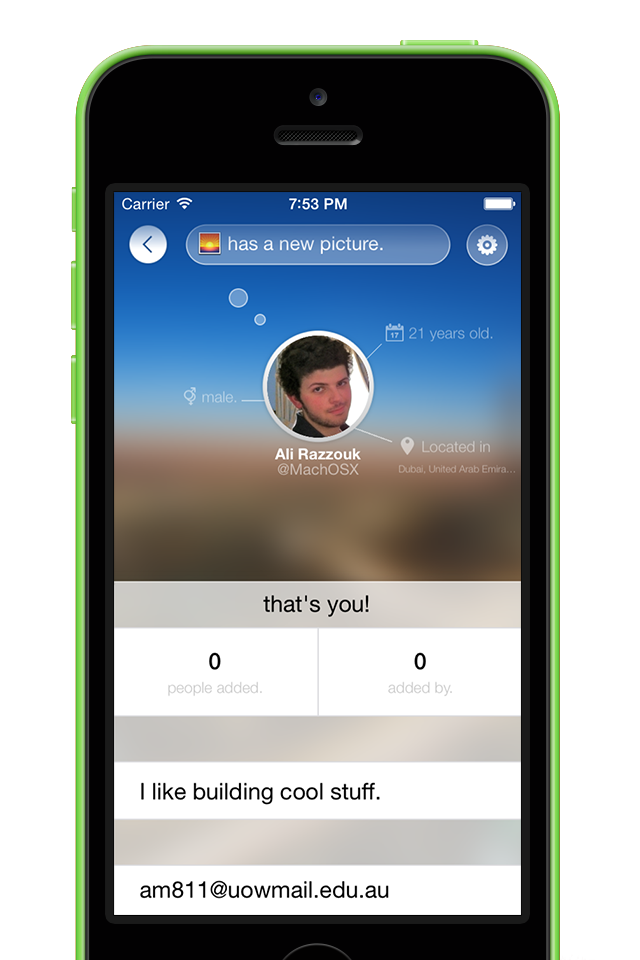 Carrier 7:53 PM
has a new picture.
17 21 years old.
male.
Located in
Ali Razzouk
@MachOSX
Dubai, United Arab Emira...
that's you!
0 0
people added. added by.
I like building cool stuff.
am811@uowmail.edu.au